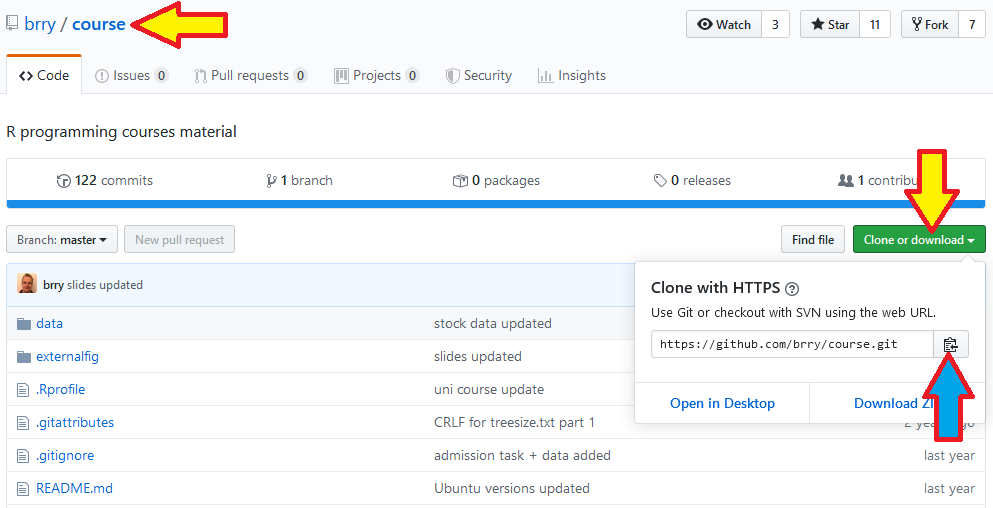 brry / course
Watch 3 Star 11 Fork 7
Code Issues 0 Pull requests 0 Projects 0 Security Insights
R programming courses material
122 commits 1 branch 0 packages 0 releases 1
Branch: master New pull request Find file Clone or download
brry slides updated
Clone with HTTPS
Use Git or checkout with SVN using the web URL.
https://github.com/brry/course.git
Open in Desktop Download
data stock data updated
externalfig slides updated
.Rprofile uni course update
.gitattributes CRLF for treesize.txt part 1 2
.gitignore admission task + data added last year
README.md Ubuntu versions updated last year